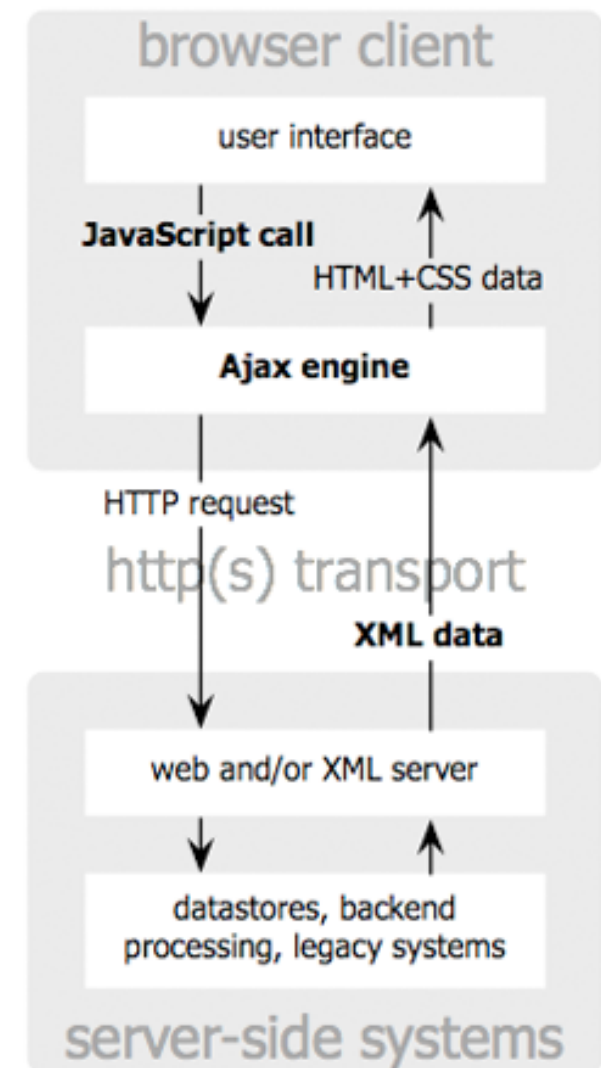 browser client
user interface
JavaScript call
HTML+CSS data
Ajax engine
HTTP request
http(s) transport
XML data
web and/or XML server
datastores, backend
processing, legacy systems
server-side systems